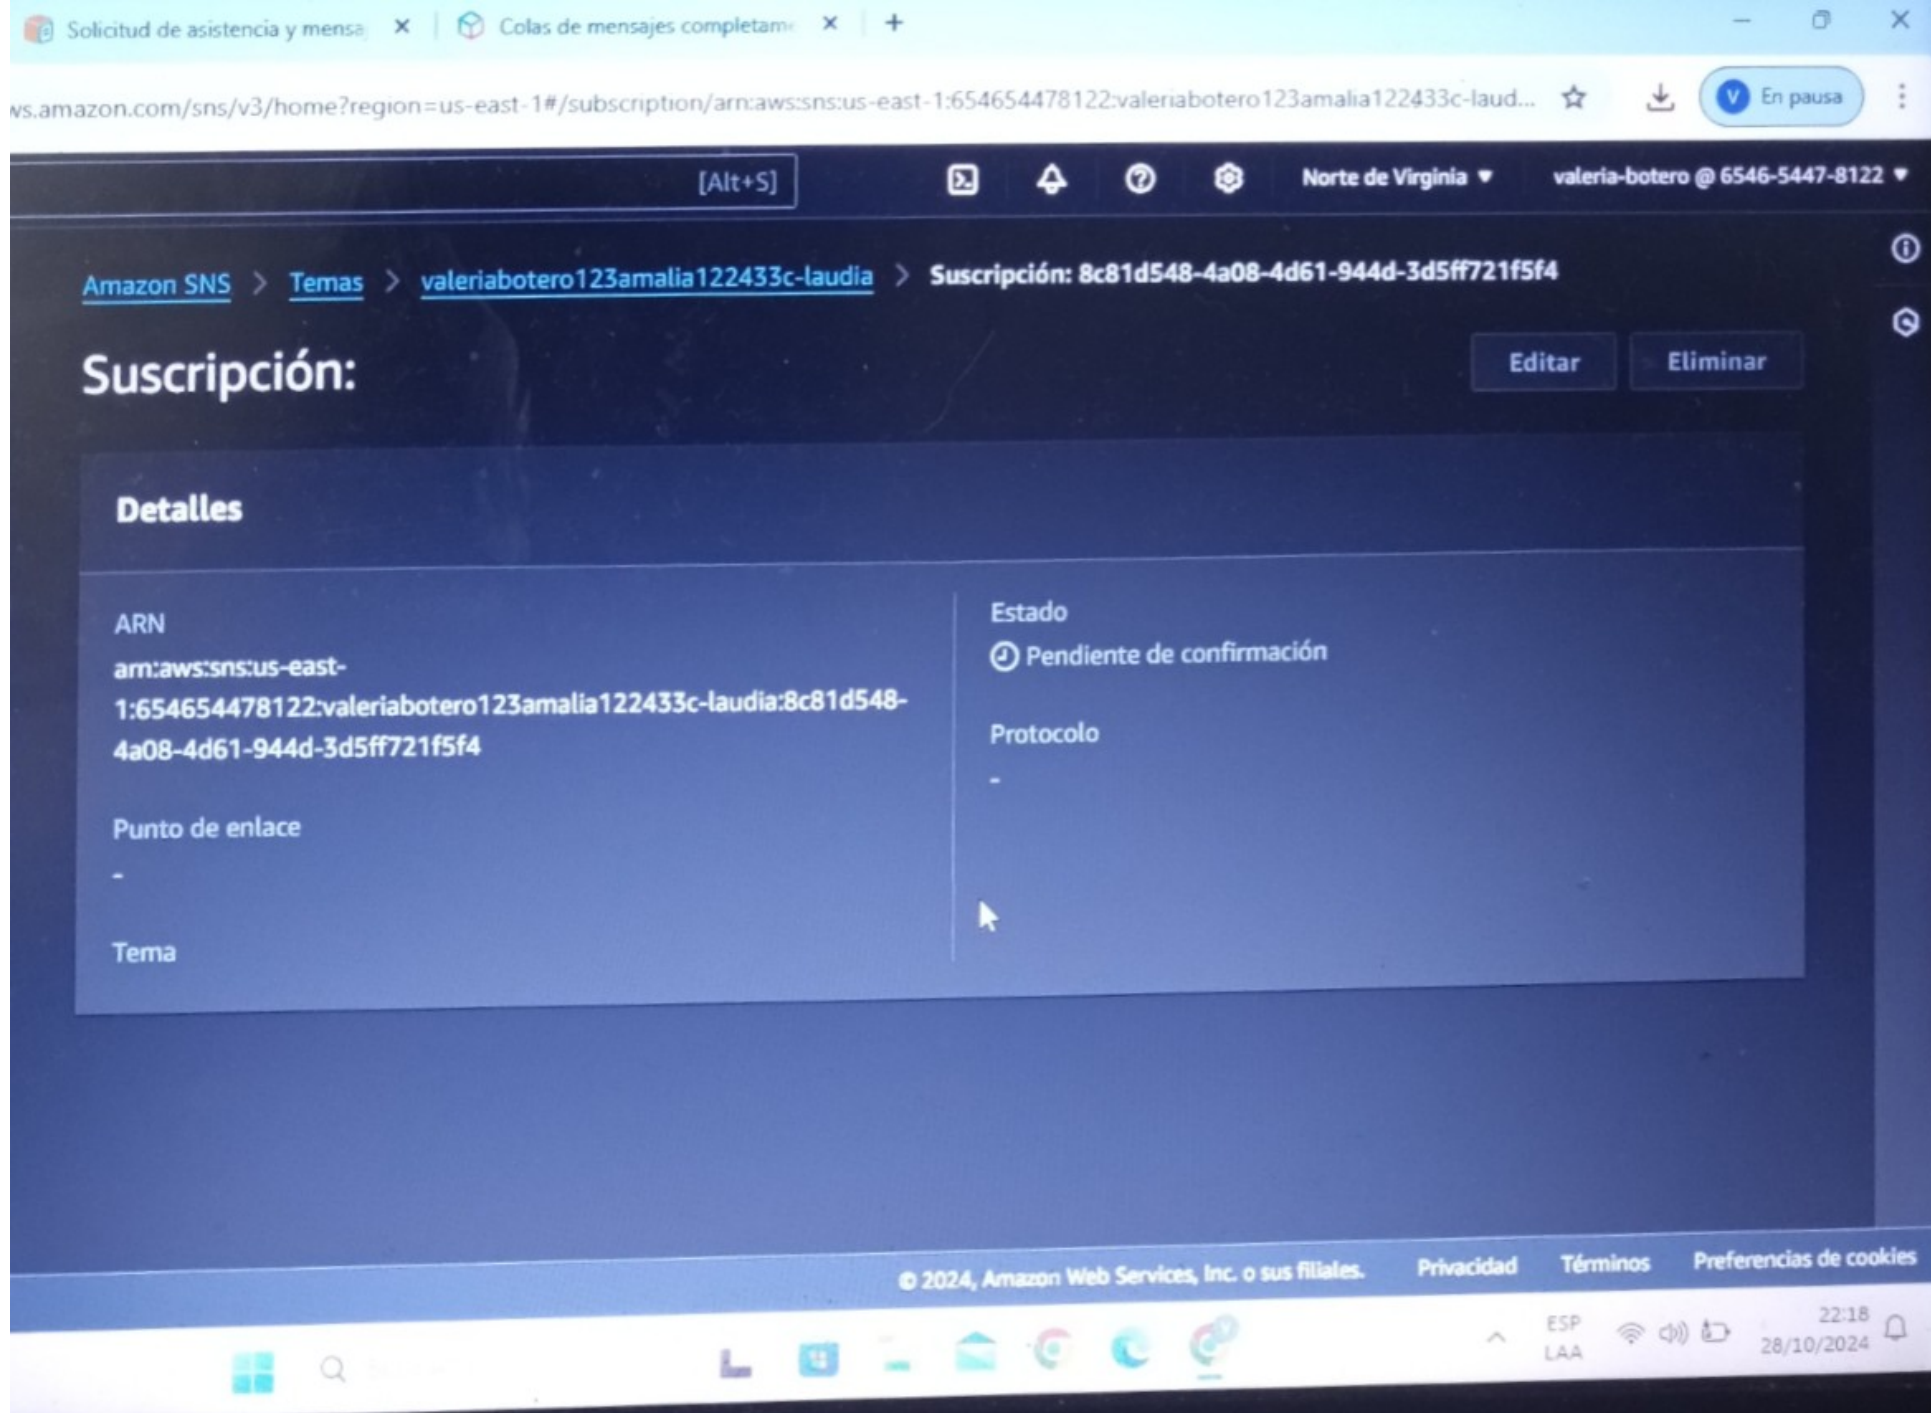 Solicitud de asistencia y mensa
Colas de mensajes completam
ws.amazon.com/sns/v3/home?region=us-east-1#/subscription/arn:aws:sns:us-east-1:654654478122:valeriabotero123amalia122433c-laud...
V En pausa
[Alt+S]
Norte de Virginia
valeria-botero @ 6546-5447-8122
Amazon SNS > Temas > valeriabotero123amalia122433c-laudia > Suscripción: 8c81d548-4a08-4d61-944d-3d5ff721f5f4
Suscripción:
Editar
Eliminar
Detalles
ARN
arn:aws:sns:us-east-
1:654654478122:valeriabotero123amalia122433c-laudia:8c81d548-
4a08-4d61-944d-3d5ff721f5f4
Punto de enlace
-
Tema
Estado
Pendiente de confirmación
Protocolo
-
© 2024, Amazon Web Services, Inc. o sus filiales.
Privacidad
Términos
Preferencias de cookies
ESP
LAA
22:18
28/10/2024